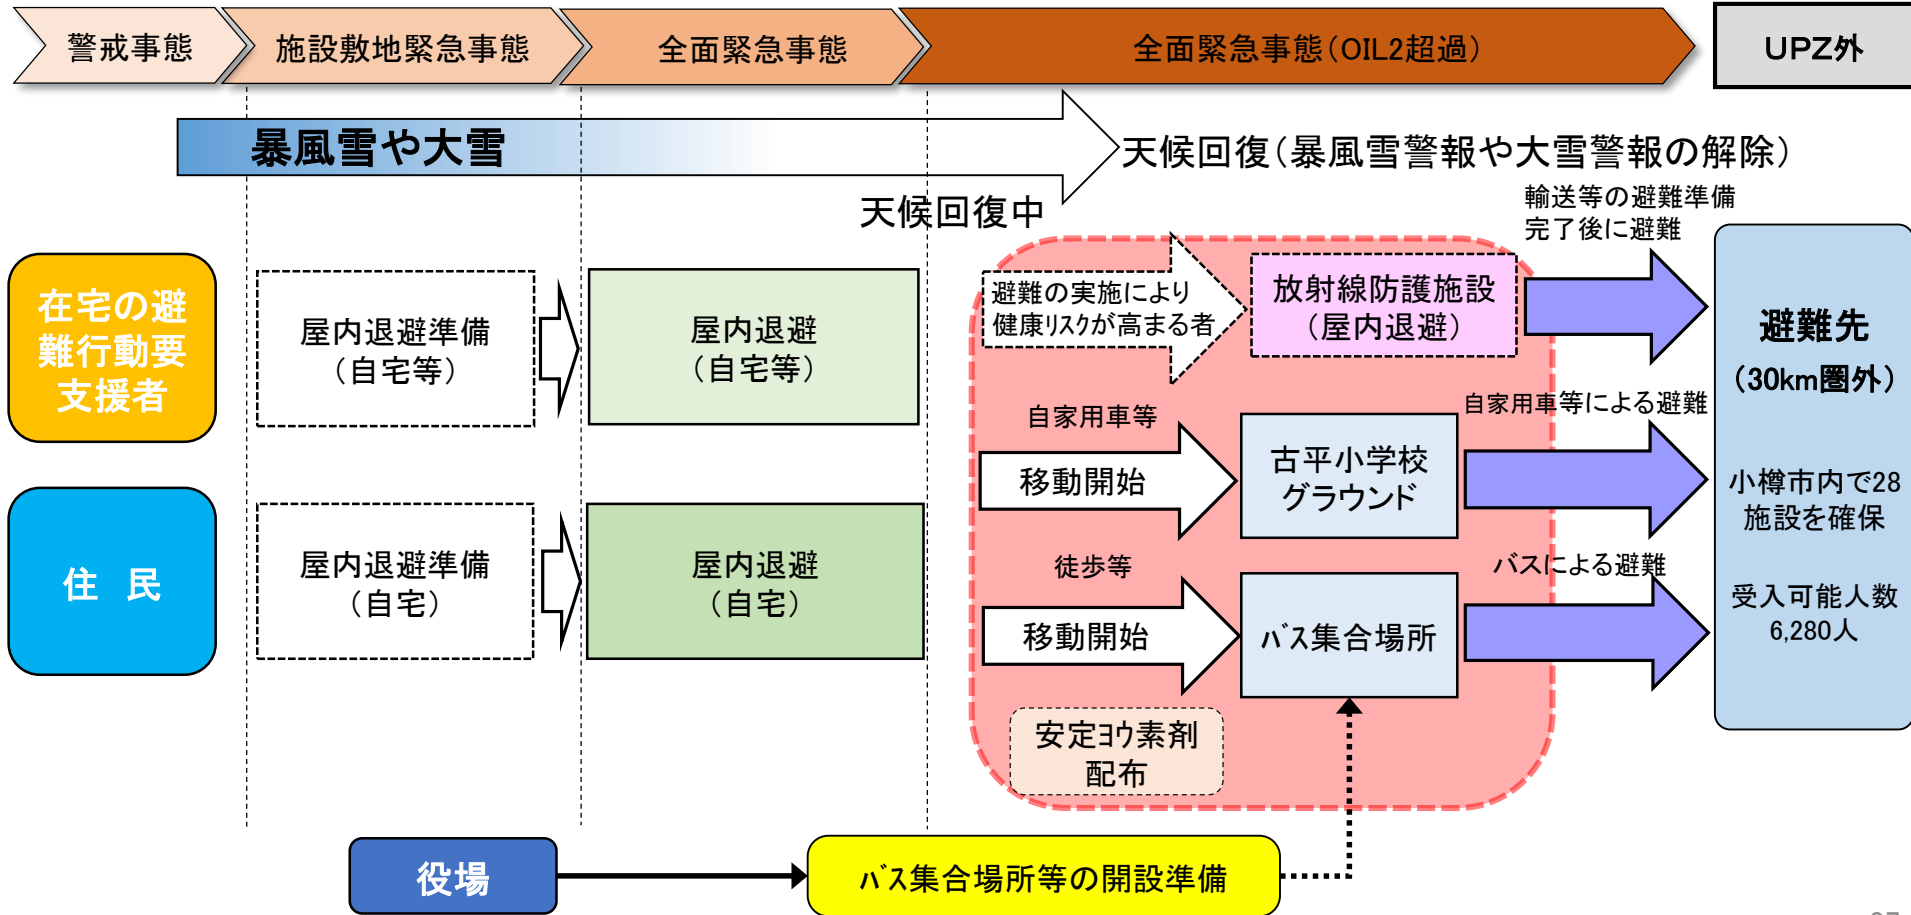 警戒事態
施設敷地緊急事態
全面緊急事態
全面緊急事態(OIL2超過)
UPZ外
暴風雪や大雪
天候回復(暴風雪警報や大雪警報の解除)
天候回復中
輸送等の避難準備
完了後に避難
在宅の避
難行動要
支援者
屋内退避準備
(自宅等)
屋内退避
(自宅等)
避難の実施により
健康リスクが高まる者
放射線防護施設
(屋内退避)
避難先
(30km圏外)
小樽市内で28
施設を確保
受入可能人数
6,280人
自家用車等
移動開始
古平小学校
グラウンド
自家用車等による避難
住 民
屋内退避準備
(自宅)
屋内退避
(自宅)
徒歩等
移動開始
バス集合場所
バスによる避難
安定ヨウ素剤
配布
役場
バス集合場所等の開設準備